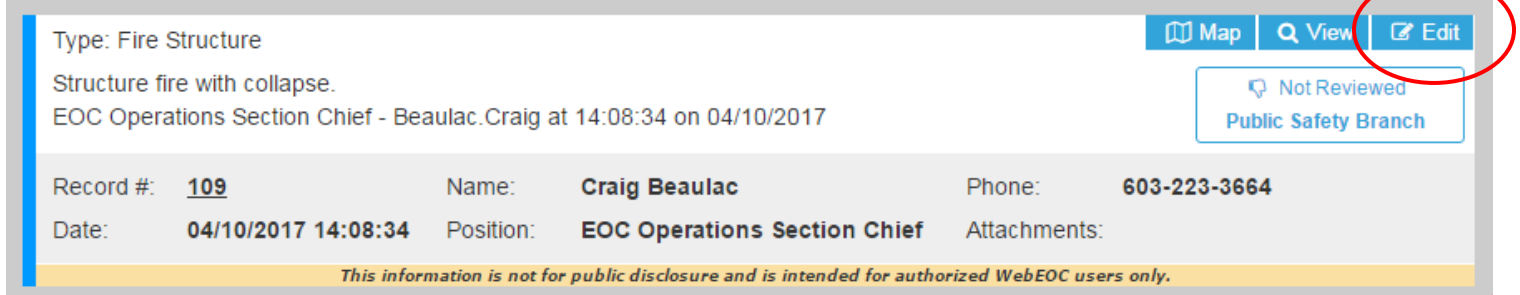 Type: Fire Structure
Map View Edit
Structure fire with collapse.
EOC Operations Section Chief - Beaulac.Craig at 14:08:34 on 04/10/2017
Not Reviewed
Public Safety Branch
Record #: 109 Name: Craig Beaulac Phone: 603-223-3664
Date: 04/10/2017 14:08:34 Position: EOC Operations Section Chief Attachments:
This information is not for public disclosure and is intended for authorized WebEOC users only.